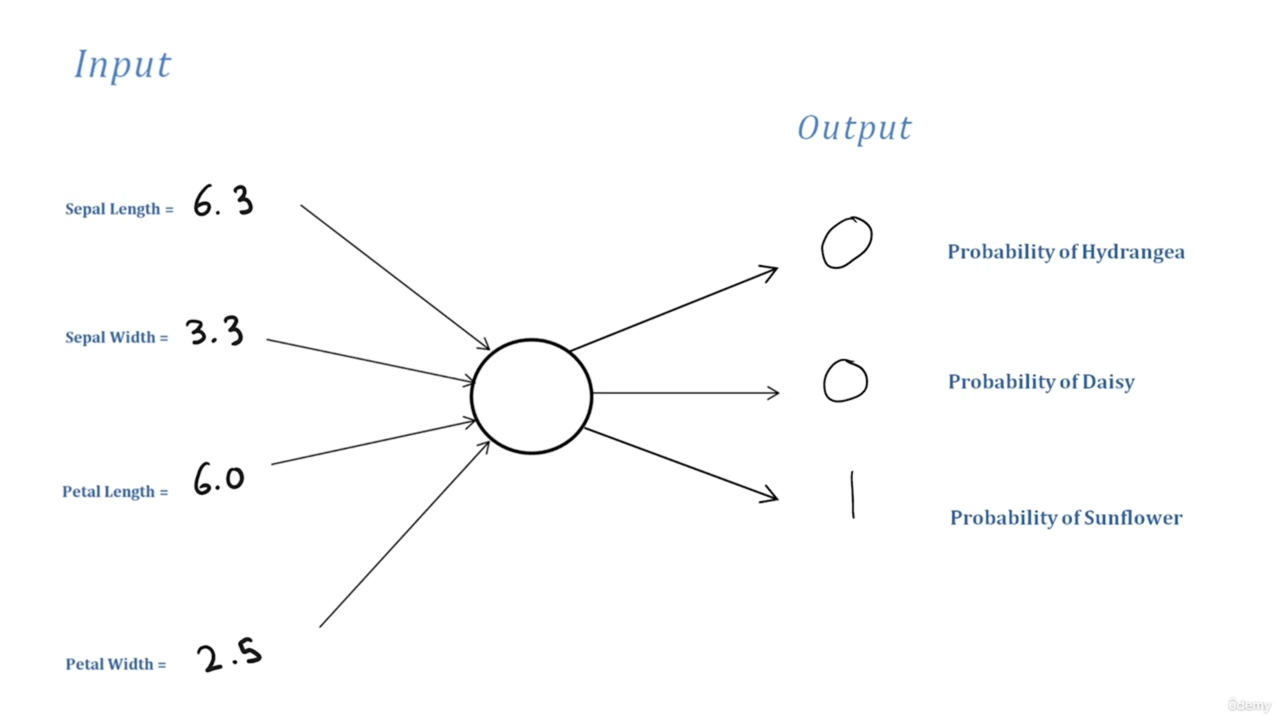 Input
Output
Sepal Length = 6.3
Sepal Width = 3.3
Petal Length = 6.0
Petal Width = 2.5
0 Probability of Hydrangea
0 Probability of Daisy
1 Probability of Sunflower
ûdemy